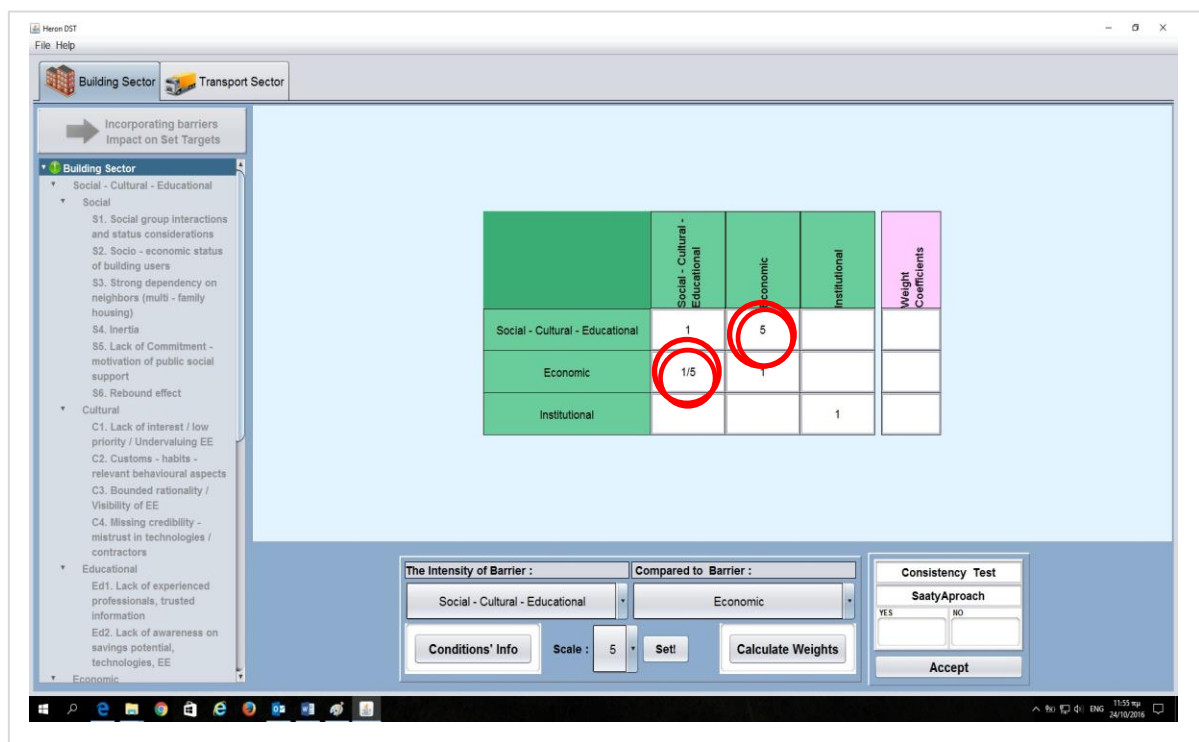 Heron DST
File Help
Building Sector
Transport Sector
Incorporating barriers
Impact on Set Targets
Building Sector
Social - Cultural - Educational
Social
S1. Social group interactions
and status considerations
S2. Socio - economic status
of building users
S3. Strong dependency on
neighbors (multi - family
housing)
S4. Inertia
S5. Lack of Commitment -
motivation of public social
support
S6. Rebound effect
Cultural
C1. Lack of interest / low
priority / Undervaluing EE
C2. Customs - habits -
relevant behavioural aspects
C3. Bounded rationality /
Visibility of EE
C4. Missing credibility -
mistrust in technologies /
contractors
Educational
Ed1. Lack of experienced
professionals, trusted
information
Ed2. Lack of awareness on
savings potential,
technologies, EE
Economic
Social - Cultural -
Educational
Economic
Institutional
Weight
Coefficients
Social - Cultural - Educational 1 5
Economic 1/5 1
Institutional 1
The Intensity of Barrier :
Compared to Barrier :
Social - Cultural - Educational
Economic
Conditions' Info
Scale : 5
Set!
Calculate Weights
Consistency Test
SaatyAproach
YES NO
Accept
ENG
11:55 πμ
24/10/2016